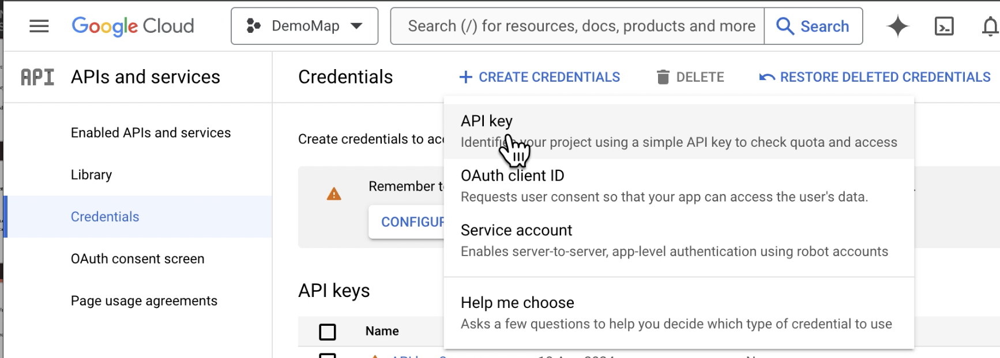 Google Cloud
DemoMap
Search (/) for resources, docs, products and more
Search
API
APIs and services
Credentials
CREATE CREDENTIALS
DELETE
RESTORE DELETED CREDENTIALS
Enabled APIs and services
Library
Credentials
OAuth consent screen
Page usage agreements
Create credentials to
Remember
CONFIGUR
API key
Identifies your project using a simple API key to check quota and access
OAuth client ID
Requests user consent so that your app can access the user's data.
Service account
Enables server-to-server, app-level authentication using robot accounts
Help me choose
Asks a few questions to help you decide which type of credential to use
API keys
Name